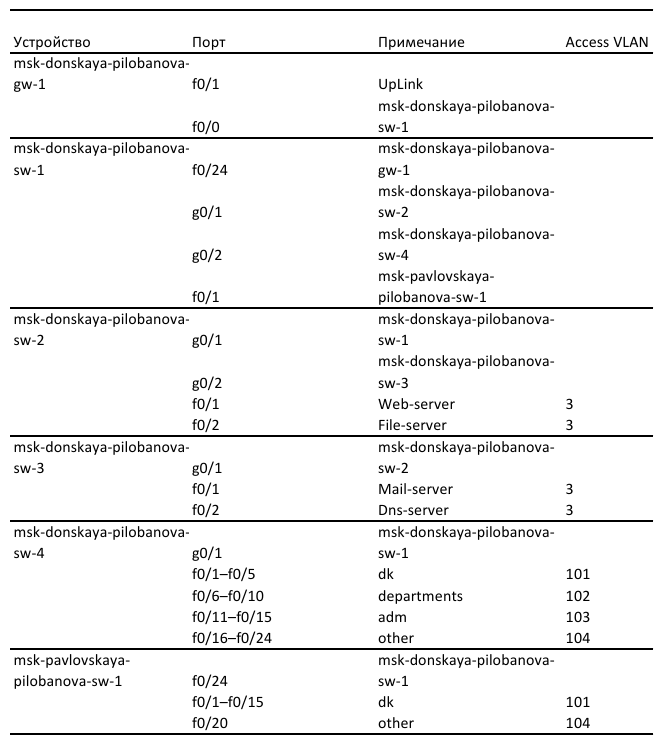 Устройство Порт Примечание Access VLAN
msk-donskaya-pilobanova-
gw-1 f0/1 UpLink
msk-donskaya-pilobanova-
f0/0 sw-1
msk-donskaya-pilobanova- msk-donskaya-pilobanova-
sw-1 f0/24 gw-1
msk-donskaya-pilobanova-
g0/1 sw-2
msk-donskaya-pilobanova-
g0/2 sw-4
msk-pavlovskaya-
f0/1 pilobanova-sw-1
msk-donskaya-pilobanova- msk-donskaya-pilobanova-
sw-2 g0/1 sw-1
msk-donskaya-pilobanova-
g0/2 sw-3
f0/1 Web-server 3
f0/2 File-server 3
msk-donskaya-pilobanova- msk-donskaya-pilobanova-
sw-3 g0/1 sw-2
f0/1 Mail-server 3
f0/2 Dns-server 3
msk-donskaya-pilobanova- msk-donskaya-pilobanova-
sw-4 g0/1 sw-1
f0/1–f0/5 dk 101
f0/6–f0/10 departments 102
f0/11–f0/15 adm 103
f0/16–f0/24 other 104
msk-pavlovskaya- msk-donskaya-pilobanova-
pilobanova-sw-1 f0/24 sw-1
f0/1–f0/15 dk 101
f0/20 other 104